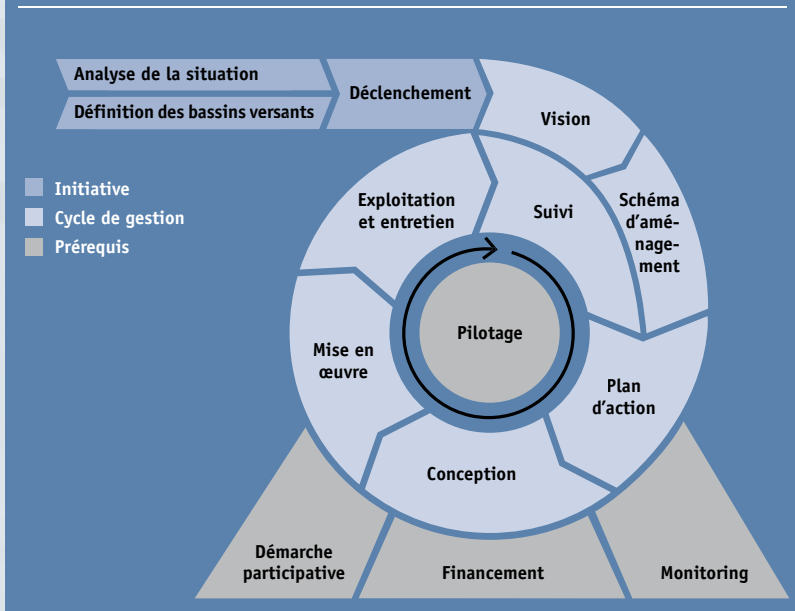 Analyse de la situation
Définition des bassins versants
Déclenchement
Vision
Initiative
Cycle de gestion
Prérequis
Exploitation
et entretien
Suivi
Schéma
d'amé-
nage-
ment
Pilotage
Mise en
œuvre
Plan
d'action
Conception
Démarche
participative
Financement
Monitoring